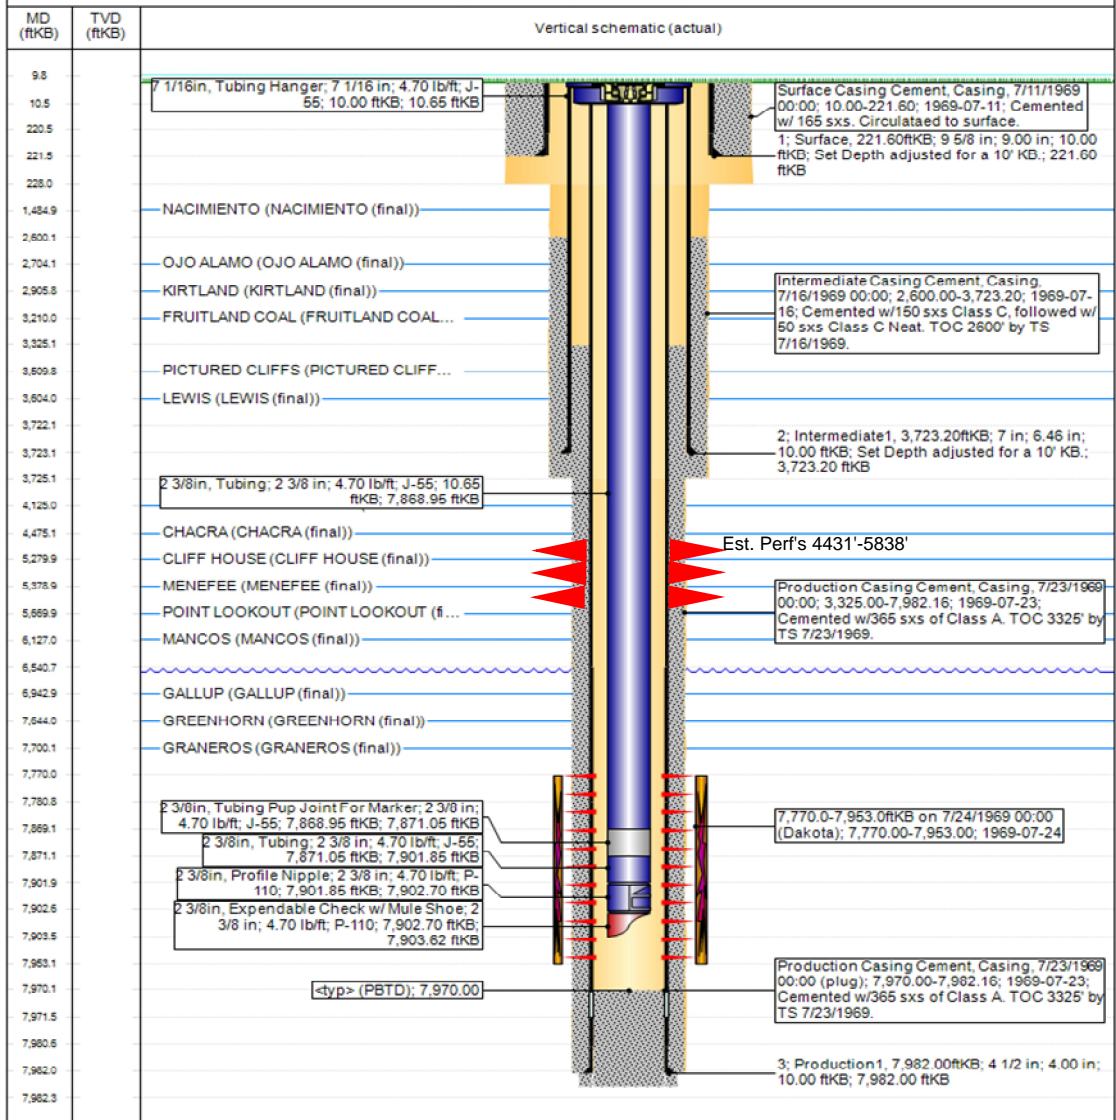 MD
(ftKB)
TVD
(ftKB)
Vertical schematic (actual)
9.8
10.5
220.5
221.5
228.0
1,484.9
2,600.1
2,704.1
2,905.8
3,210.0
3,325.1
3,509.8
3,604.0
3,722.1
3,723.1
3,725.1
4,125.0
4,475.1
5,279.9
5,378.9
5,669.9
6,127.0
6,540.7
6,942.9
7,644.0
7,700.1
7,770.0
7,780.8
7,869.1
7,871.1
7,901.9
7,902.6
7,903.5
7,953.1
7,970.1
7,971.5
7,980.6
7,982.0
7,982.3
7 1/16in, Tubing Hanger; 7 1/16 in; 4.70 lb/ft; J-
55; 10.00 ftKB; 10.65 ftKB
Surface Casing Cement, Casing, 7/11/1969
00:00; 10.00-221.60; 1969-07-11; Cemented
w/ 165 sxs. Circulataed to surface.
1; Surface, 221.60ftKB; 9 5/8 in; 9.00 in; 10.00
ftKB; Set Depth adjusted for a 10' KB.; 221.60
ftKB
NACIMIENTO (NACIMIENTO (final))
OJO ALAMO (OJO ALAMO (final))
KIRTLAND (KIRTLAND (final))
FRUITLAND COAL (FRUITLAND COAL...
Intermediate Casing Cement, Casing,
7/16/1969 00:00; 2,600.00-3,723.20; 1969-07-
16; Cemented w/150 sxs Class C, followed w/
50 sxs Class C Neat. TOC 2600' by TS
7/16/1969.
PICTURED CLIFFS (PICTURED CLIFF...
LEWIS (LEWIS (final))
2; Intermediate1, 3,723.20ftKB; 7 in; 6.46 in;
10.00 ftKB; Set Depth adjusted for a 10' KB.;
3,723.20 ftKB
2 3/8in, Tubing; 2 3/8 in; 4.70 lb/ft; J-55; 10.65
ftKB; 7,868.95 ftKB
CHACRA (CHACRA (final))
Est. Perf's 4431'-5838'
CLIFF HOUSE (CLIFF HOUSE (final))
MENEFEE (MENEFEE (final))
POINT LOOKOUT (POINT LOOKOUT (fi...
Production Casing Cement, Casing, 7/23/1969
00:00; 3,325.00-7,982.16; 1969-07-23;
Cemented w/365 sxs of Class A. TOC 3325' by
TS 7/23/1969.
MANCOS (MANCOS (final))
GALLUP (GALLUP (final))
GREENHORN (GREENHORN (final))
GRANEROS (GRANEROS (final))
2 3/8in, Tubing Pup Joint For Marker; 2 3/8 in;
4.70 lb/ft; J-55; 7,868.95 ftKB; 7,871.05 ftKB
7,770.0-7,953.0ftKB on 7/24/1969 00:00
(Dakota); 7,770.00-7,953.00; 1969-07-24
2 3/8in, Tubing; 2 3/8 in; 4.70 lb/ft; J-55;
7,871.05 ftKB; 7,901.85 ftKB
2 3/8in, Profile Nipple; 2 3/8 in; 4.70 lb/ft; P-
110; 7,901.85 ftKB; 7,902.70 ftKB
2 3/8in, Expendable Check w/ Mule Shoe; 2
3/8 in; 4.70 lb/ft; P-110; 7,902.70 ftKB;
7,903.62 ftKB
<typ> (PBTD); 7,970.00
Production Casing Cement, Casing, 7/23/1969
00:00 (plug); 7,970.00-7,982.16; 1969-07-23;
Cemented w/365 sxs of Class A. TOC 3325' by
TS 7/23/1969.
3; Production1, 7,982.00ftKB; 4 1/2 in; 4.00 in;
10.00 ftKB; 7,982.00 ftKB